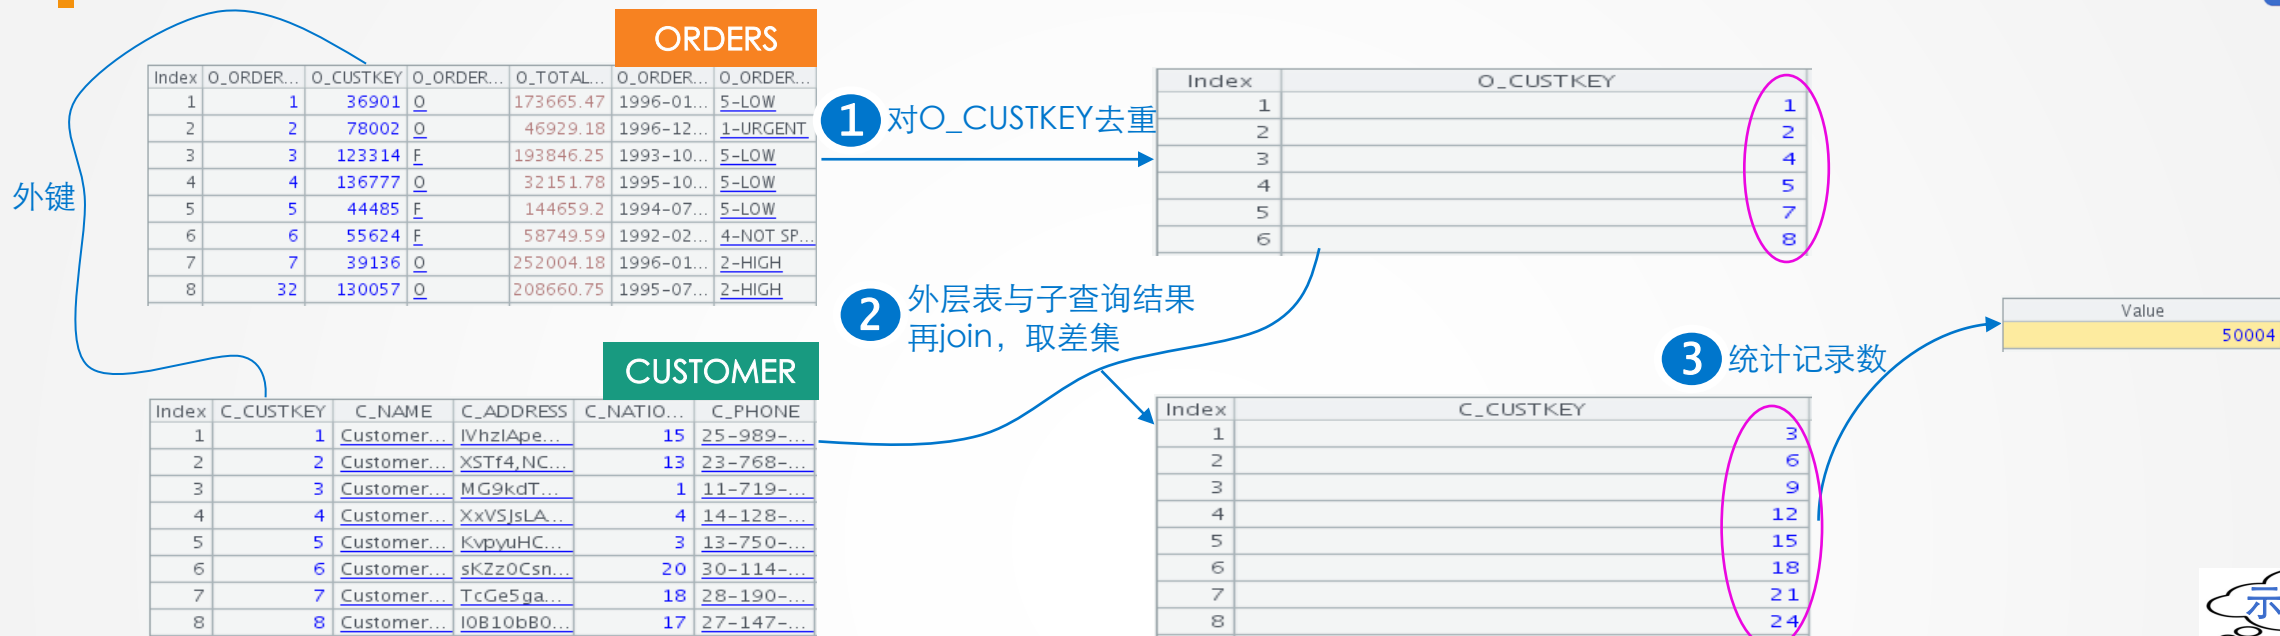 ORDERS
Index O_ORDER... O_CUSTKEY O_ORDER... O_TOTAL... O_ORDER... O_ORDER...
1 1 36901 O 173665.47 1996-01... 5-LOW
2 2 78002 O 46929.18 1996-12... 1-URGENT
3 3 123314 F 193846.25 1993-10... 5-LOW
4 4 136777 O 32151.78 1995-10... 5-LOW
5 5 44485 F 144659.2 1994-07... 5-LOW
6 6 55624 F 58749.59 1992-02... 4-NOT SP...
7 7 39136 O 252004.18 1996-01... 2-HIGH
8 32 130057 O 208660.75 1995-07... 2-HIGH
外键
1 对O_CUSTKEY去重
Index O_CUSTKEY
1 1
2 2
3 4
4 5
5 7
6 8
2 外层表与子查询结果
再join，取差集
CUSTOMER
Index C_CUSTKEY C_NAME C_ADDRESS C_NATIO... C_PHONE
1 1 Customer... IVhzIApe... 15 25-989-...
2 2 Customer... XSTf4,NC... 13 23-768-...
3 3 Customer... MG9kdT... 1 11-719-...
4 4 Customer... XxVSJsLA... 4 14-128-...
5 5 Customer... KvpyuHC... 3 13-750-...
6 6 Customer... sKZz0Csn... 20 30-114-...
7 7 Customer... TcGe5ga... 18 28-190-...
8 8 Customer... I0B10bB0... 17 27-147-...
Index C_CUSTKEY
1 3
2 6
3 9
4 12
5 15
6 18
7 21
8 24
3 统计记录数
Value
50004
示